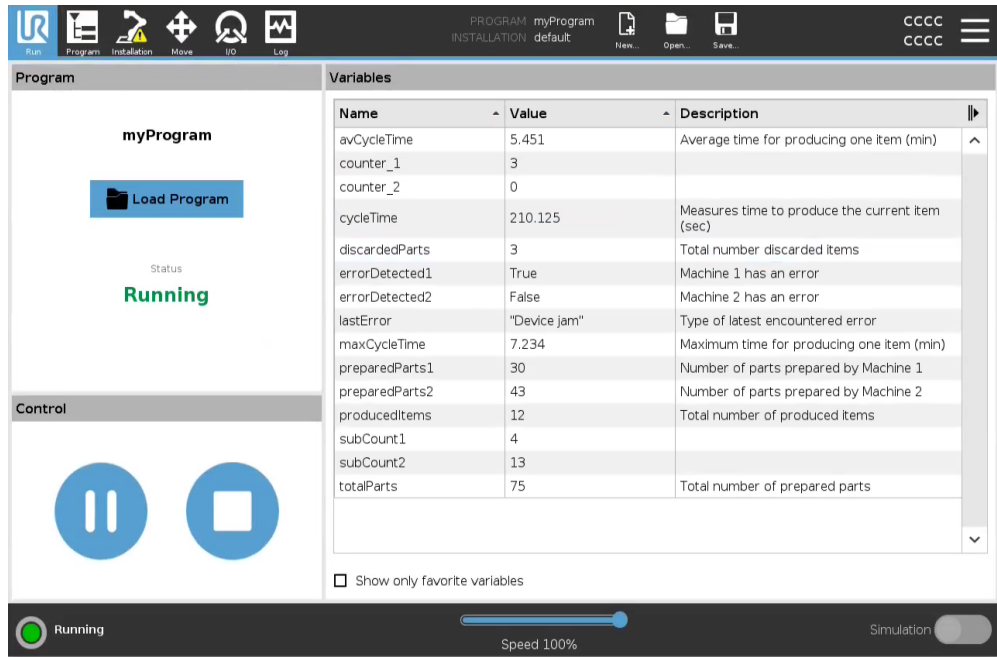 UR
Run
Program
Installation
Move
I/O
Log
PROGRAM myProgram
INSTALLATION default
New...
Open...
Save...
CCCC
CCCC
Program
myProgram
Load Program
Status
Running
Control
Variables
Name Value Description
avCycleTime 5.451 Average time for producing one item (min)
counter_1 3
counter_2 0
cycleTime 210.125 Measures time to produce the current item
(sec)
discardedParts 3 Total number discarded items
errorDetected1 True Machine 1 has an error
errorDetected2 False Machine 2 has an error
lastError "Device jam" Type of latest encountered error
maxCycleTime 7.234 Maximum time for producing one item (min)
preparedParts1 30 Number of parts prepared by Machine 1
preparedParts2 43 Number of parts prepared by Machine 2
producedItems 12 Total number of produced items
subCount1 4
subCount2 13
totalParts 75 Total number of prepared parts
Show only favorite variables
Running
Speed 100%
Simulation